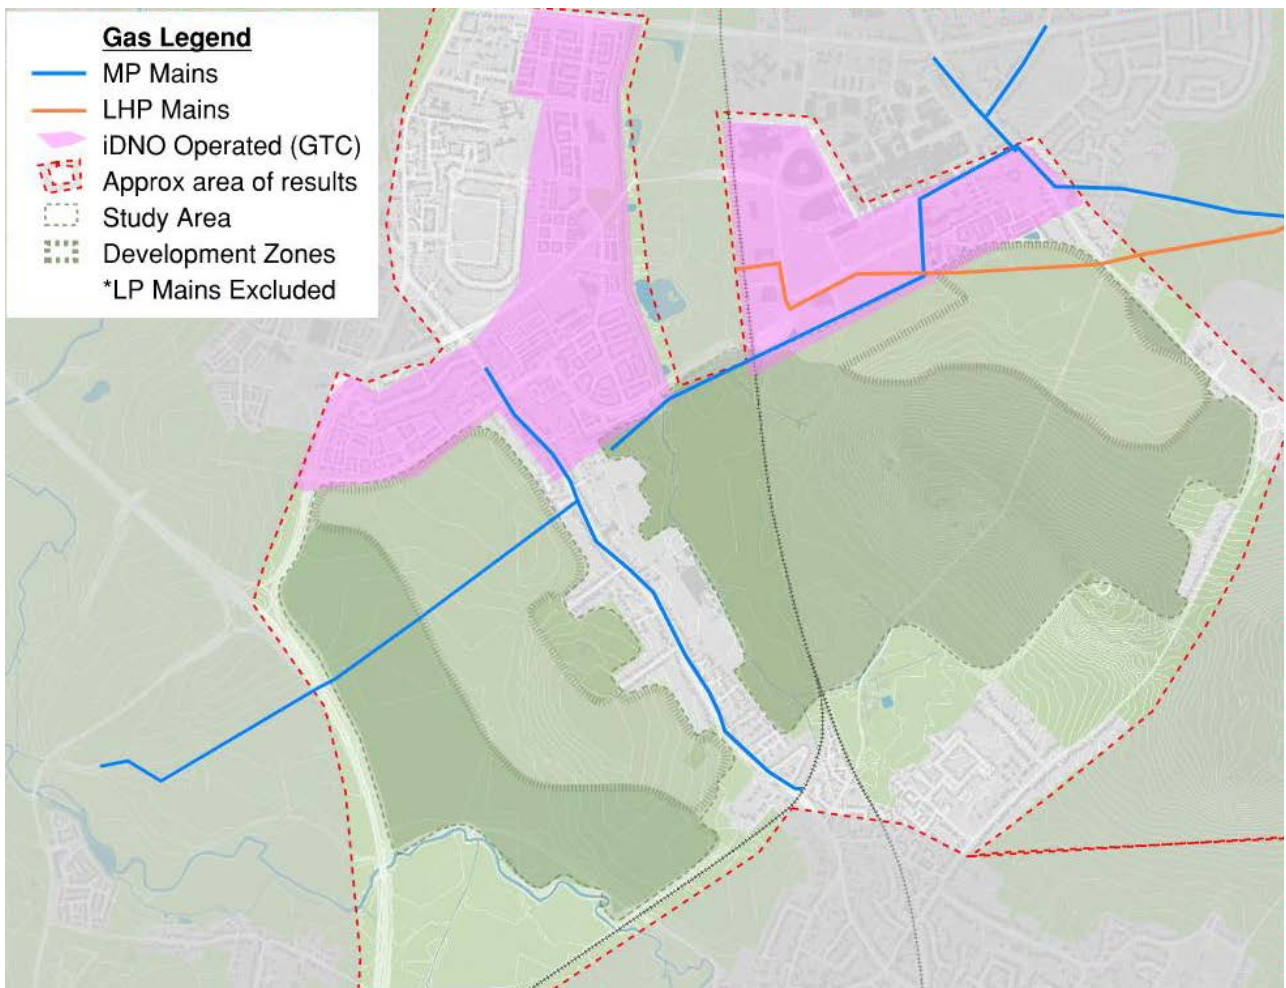 Gas Legend
MP Mains
LHP Mains
iDNO Operated (GTC)
Approx area of results
Study Area
Development Zones
*LP Mains Excluded